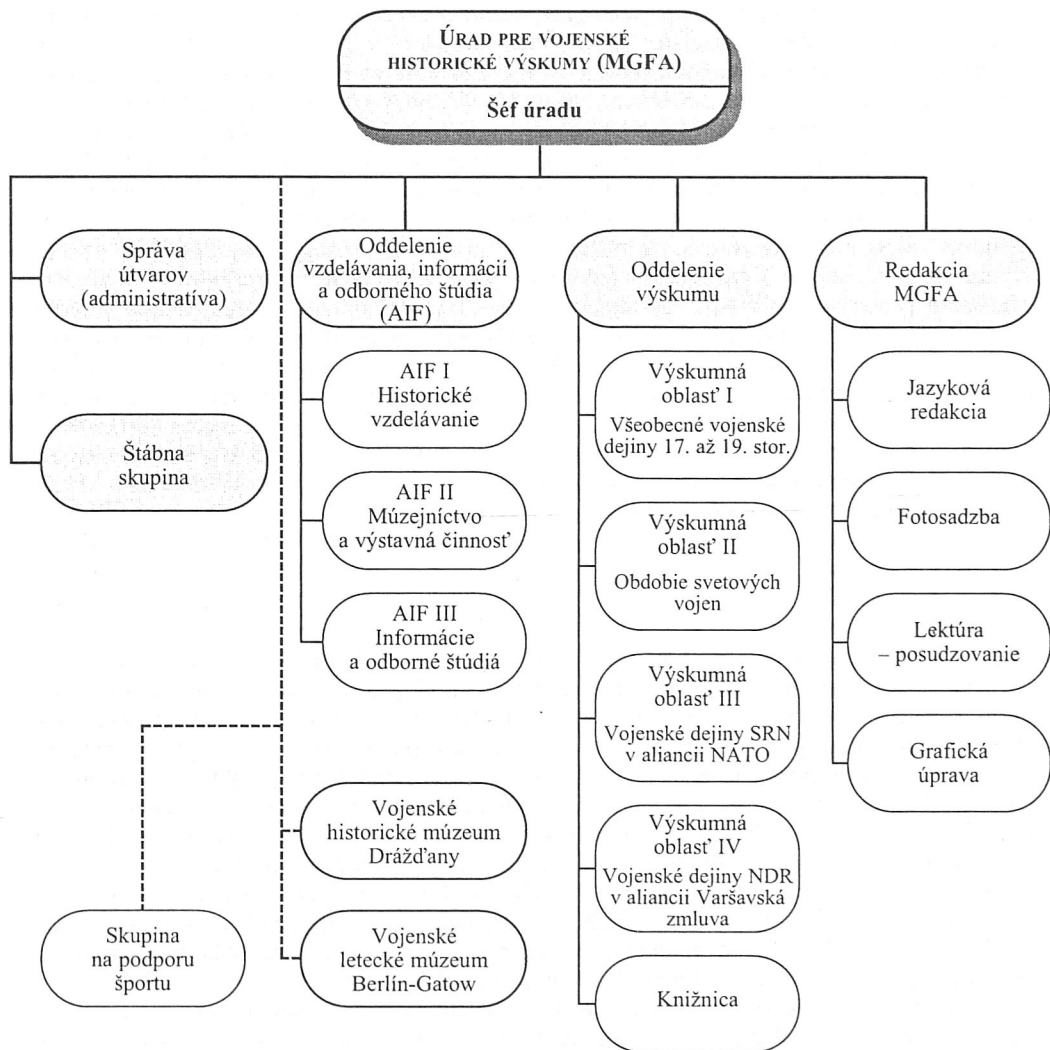 ÚRAD PRE VOJENSKÉ
HISTORICKÉ VÝSKUMY (MGFA)
Šéf úradu
Správa
útvarov
(administratíva)
Štábna
skupina
Skupina
na podporu
športu
Oddelenie
vzdelávania, informácií
a odborného štúdia
(AIF)
AIF I
Historické
vzdelávanie
AIF II
Múzejníctvo
a výstavná činnosť
AIF III
Informácie
a odborné štúdiá
Vojenské
historické múzeum
Drážďany
Vojenské
letecké múzeum
Berlín-Gatow
Oddelenie
výskumu
Výskumná
oblasť I
Všeobecné vojenské
dejiny 17. až 19. stor.
Výskumná
oblasť II
Obdobie svetových
vojen
Výskumná
oblasť III
Vojenské dejiny SRN
v aliancii NATO
Výskumná
oblasť IV
Vojenské dejiny NDR
v aliancii Varšavská
zmluva
Knižnica
Redakcia
MGFA
Jazyková
redakcia
Fotosadzba
Lektúra
– posudzovanie
Grafická
úprava